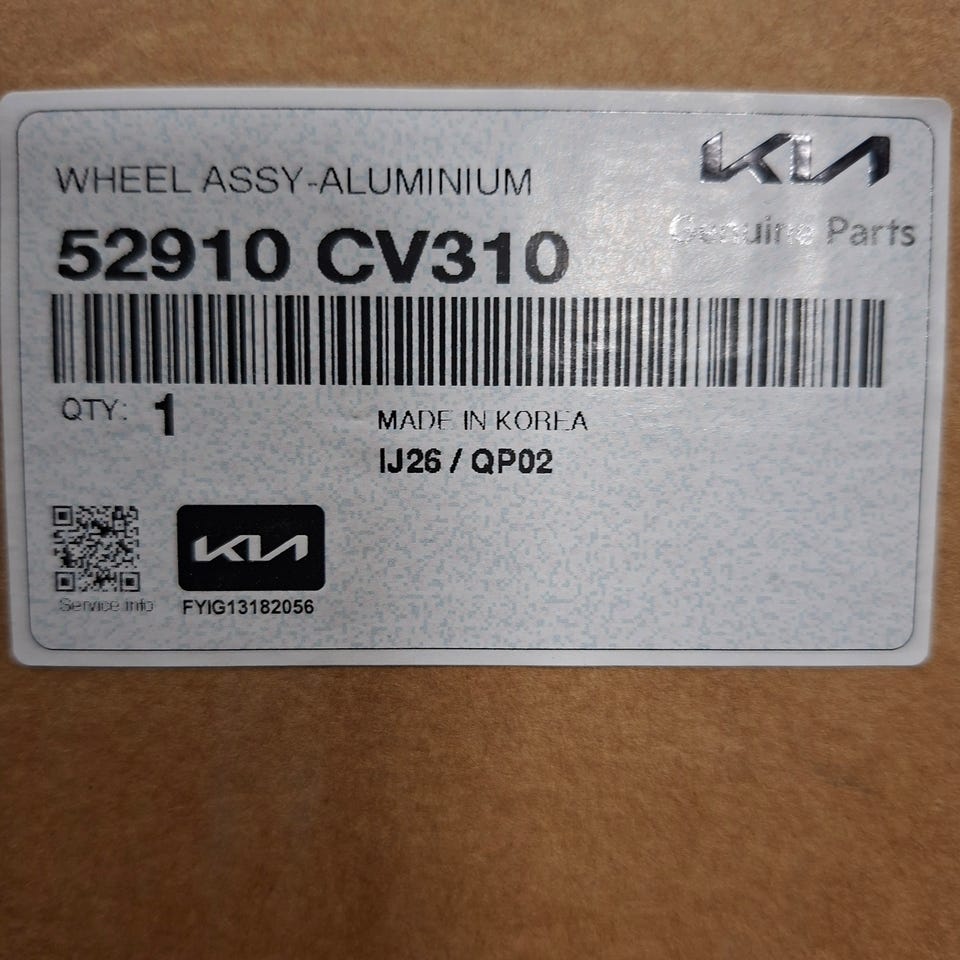 KIA
Genuine Parts
WHEEL ASSY-ALUMINIUM
52910 CV310
QTY: 1
MADE IN KOREA
IJ26 / QP02
KIA
Service info
FYIG13182056